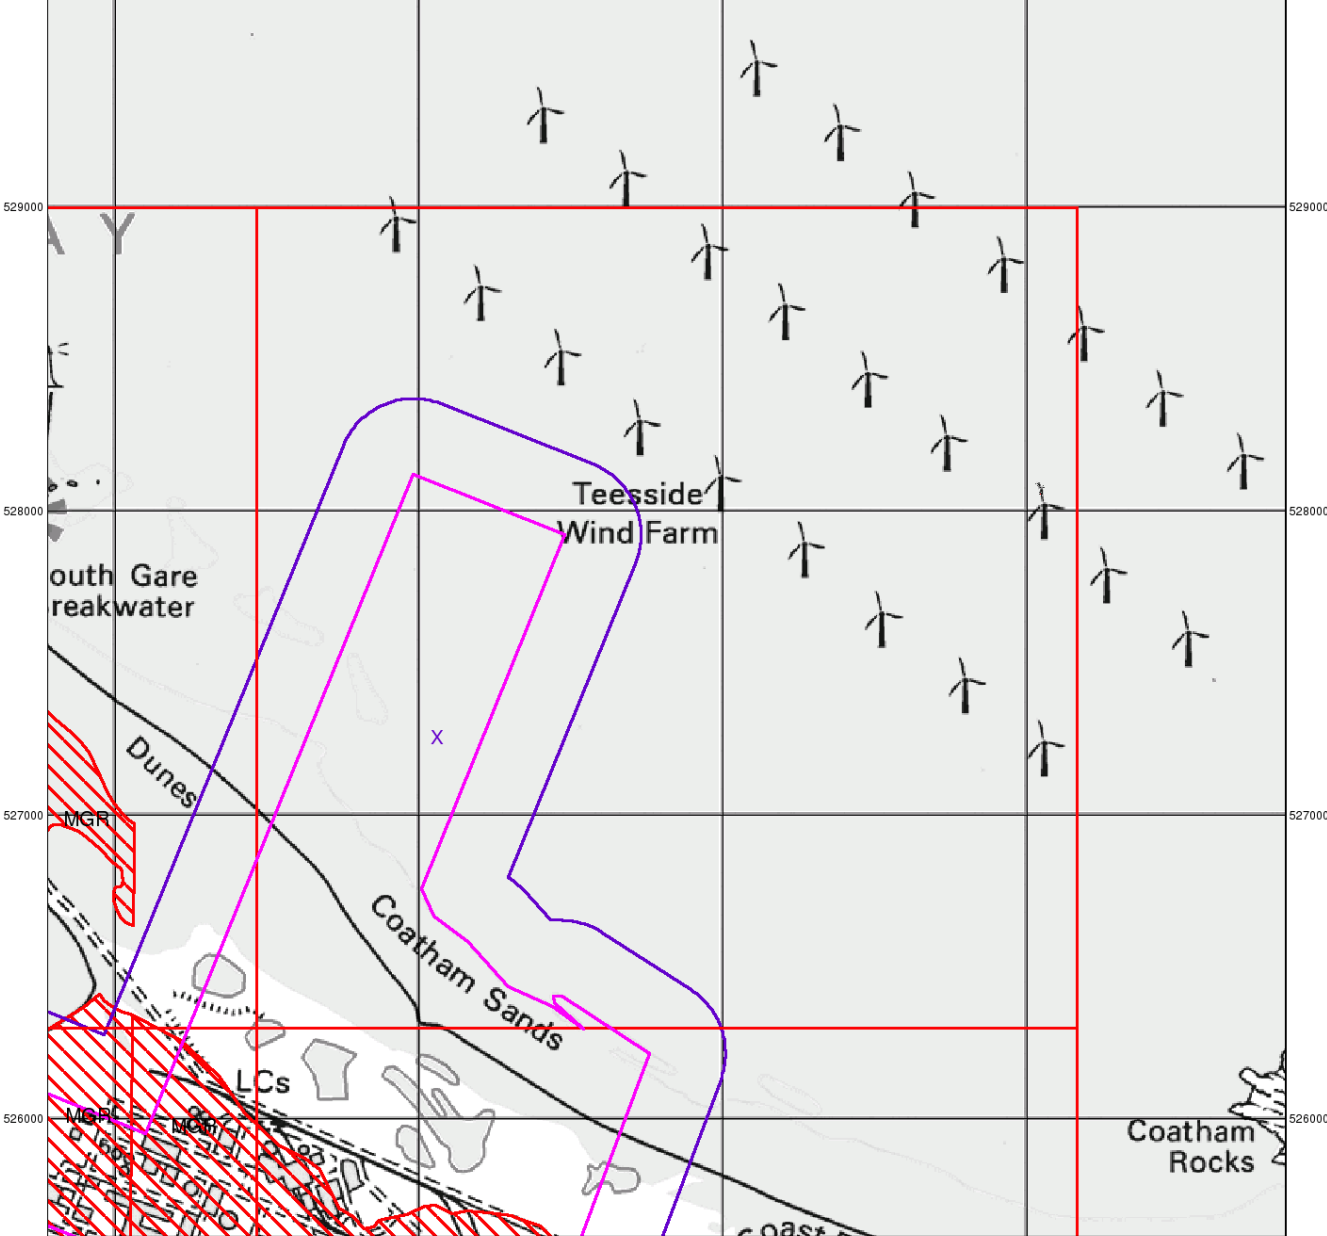 529000
529000
A Y
Teesside
528000
528000
Wind Farm
outh Gare
reakwater
X
Dunes
MGR
527000
527000
Coatham Sands
LCs
MGR
MGR
526000
526000
Coatham
Rocks